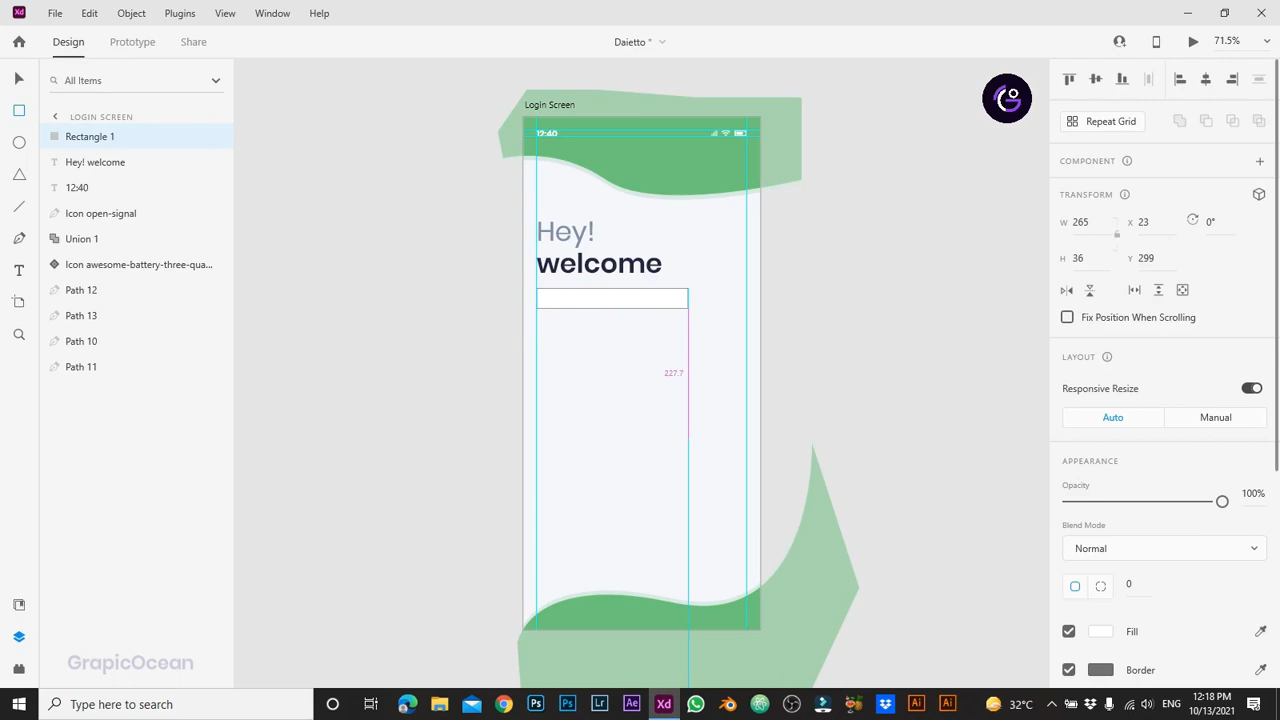 File Edit Object Plugins View Window Help
Design Prototype Share
Daietto *
71.5%
All Items
LOGIN SCREEN
Rectangle 1
Hey! welcome
12:40
Icon open-signal
Union 1
Icon awesome-battery-three-qua...
Path 12
Path 13
Path 10
Path 11
GrapicOcean
Login Screen
12:40
Hey!
welcome
227.7
Repeat Grid
COMPONENT
TRANSFORM
W 265 X 23 0°
H 36 Y 299
Fix Position When Scrolling
LAYOUT
Responsive Resize
Auto Manual
APPEARANCE
Opacity
100%
Blend Mode
Normal
0
Fill
Border
Type here to search
32°C
12:18 PM
10/13/2021